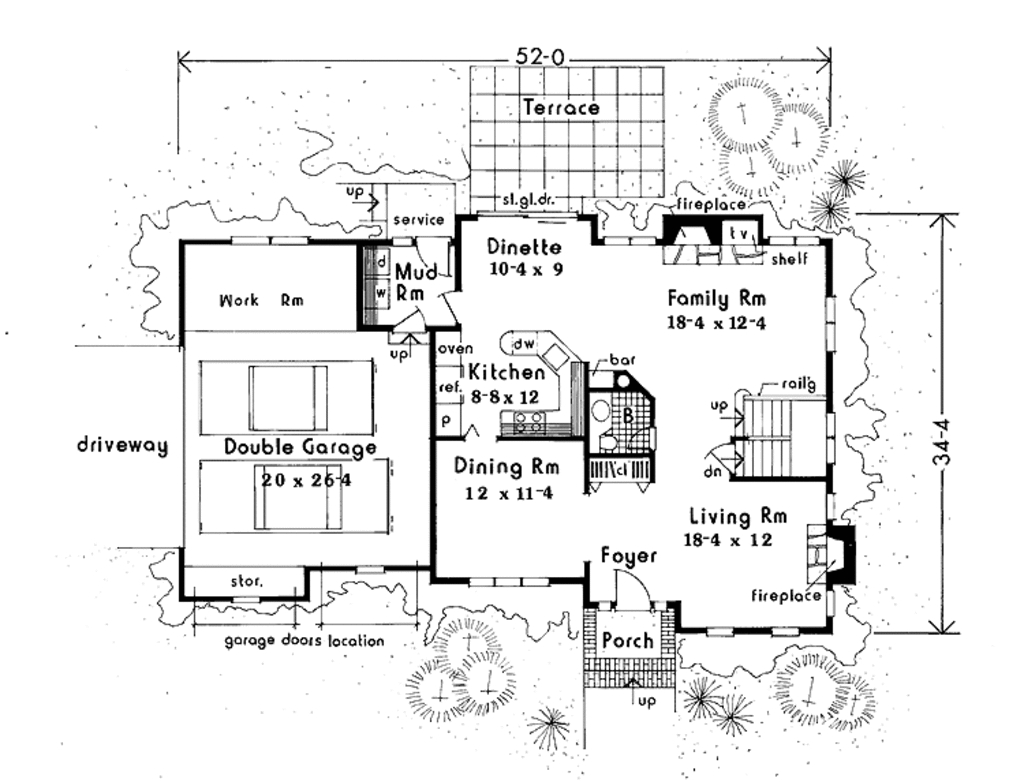 52-0
Terrace
up
service
sl.gl.dr.
fireplace
tv
shelf
Dinette
10-4 x 9
d
w
Mud
Rm
Work Rm
Family Rm
18-4 x 12-4
up
oven
dw
Kitchen
8-8 x 12
ref.
p
bar
B
rail'g
up
dn
34-4
driveway
Double Garage
20 x 26-4
Dining Rm
12 x 11-4
cl
Living Rm
18-4 x 12
Foyer
fireplace
stor.
garage doors location
Porch
up